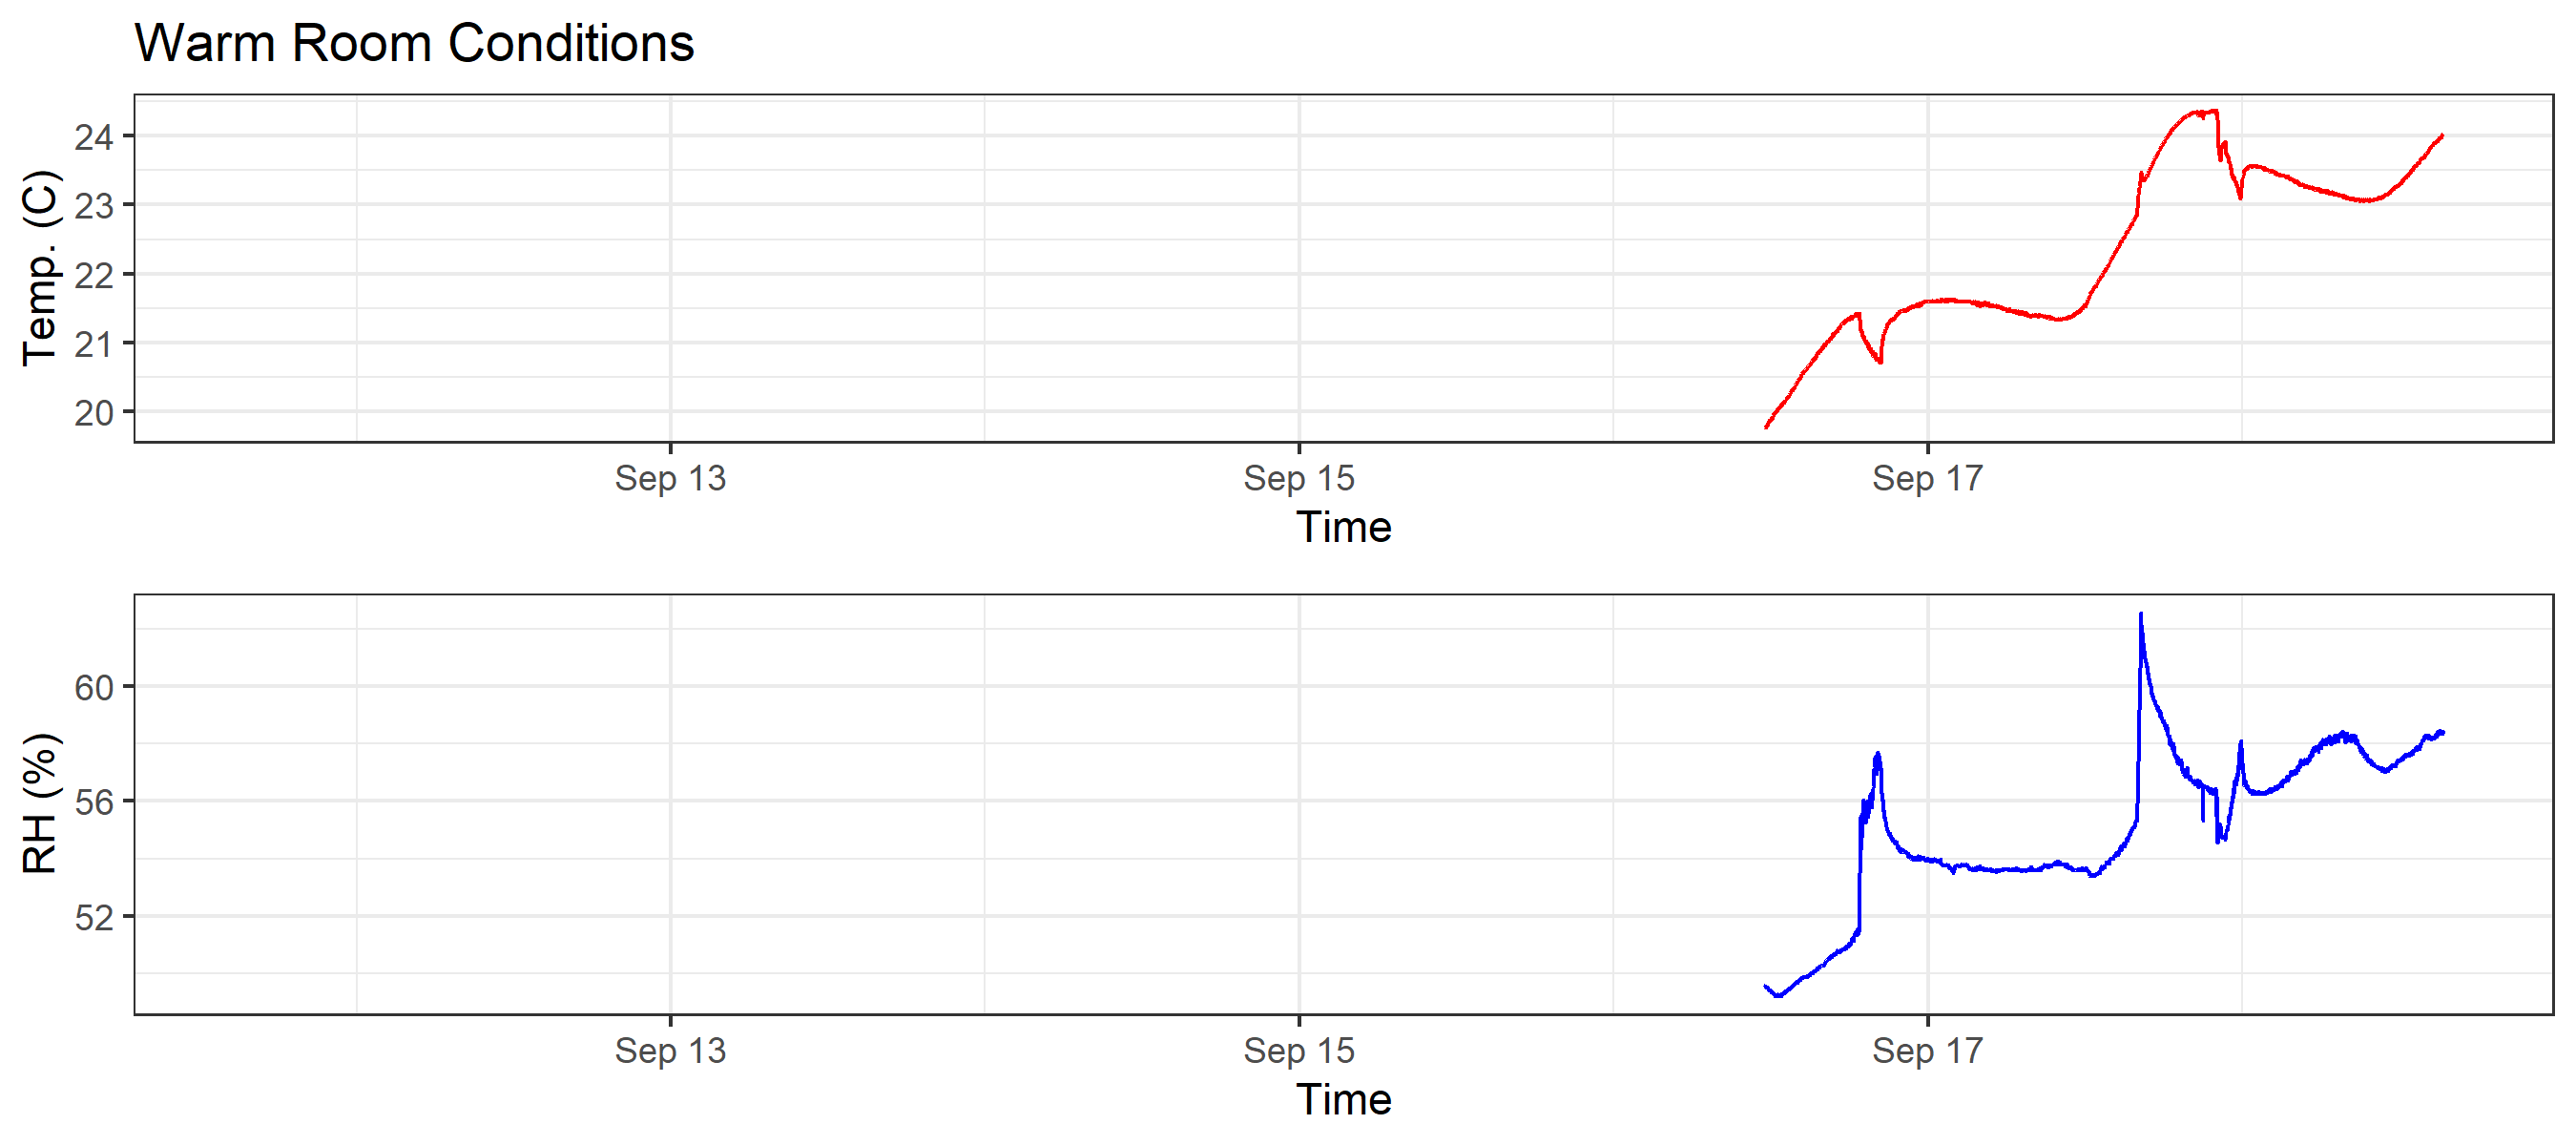 Warm Room Conditions
Temp. (C)
24
23
22
21
20
Sep 13 Sep 15 Sep 17
Time
RH (%)
60
56
52
Sep 13 Sep 15 Sep 17
Time